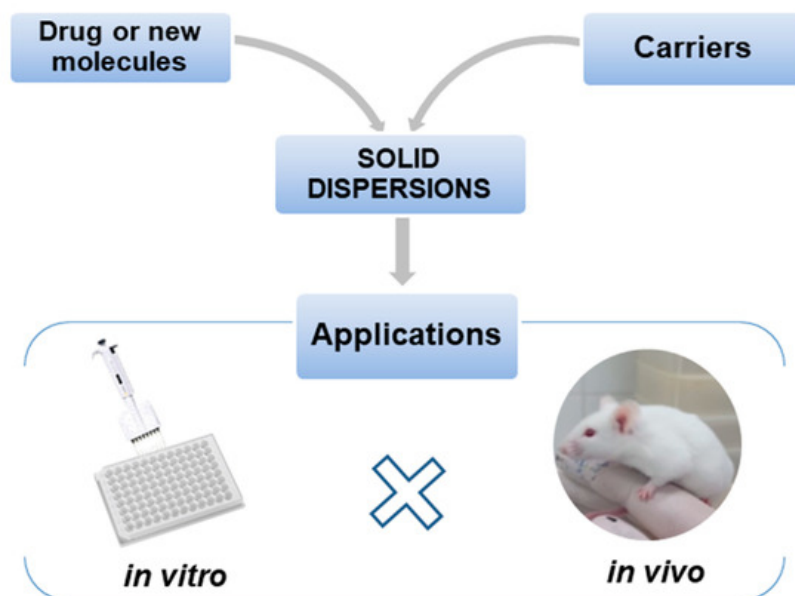 Drug or new
molecules
Carriers
SOLID
DISPERSIONS
Applications
in vitro
in vivo